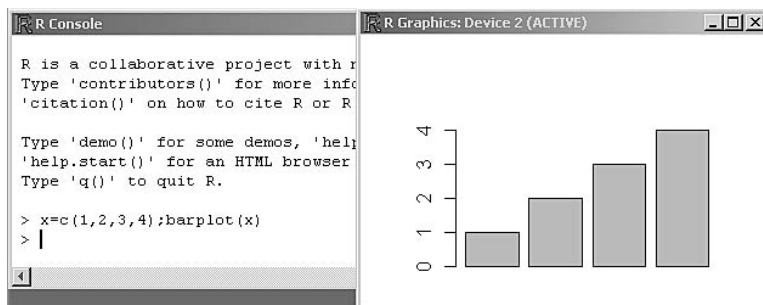 R Console
R is a collaborative project with
Type 'contributors()' for more
'citation()' on how to cite R or R
Type 'demo()' for some demos,
'help.start()' for an HTML browser
Type 'q()' to quit R.
> x=c(1,2,3,4);barplot(x)
>
R Graphics: Device 2 (ACTIVE)
4
3
2
1
0